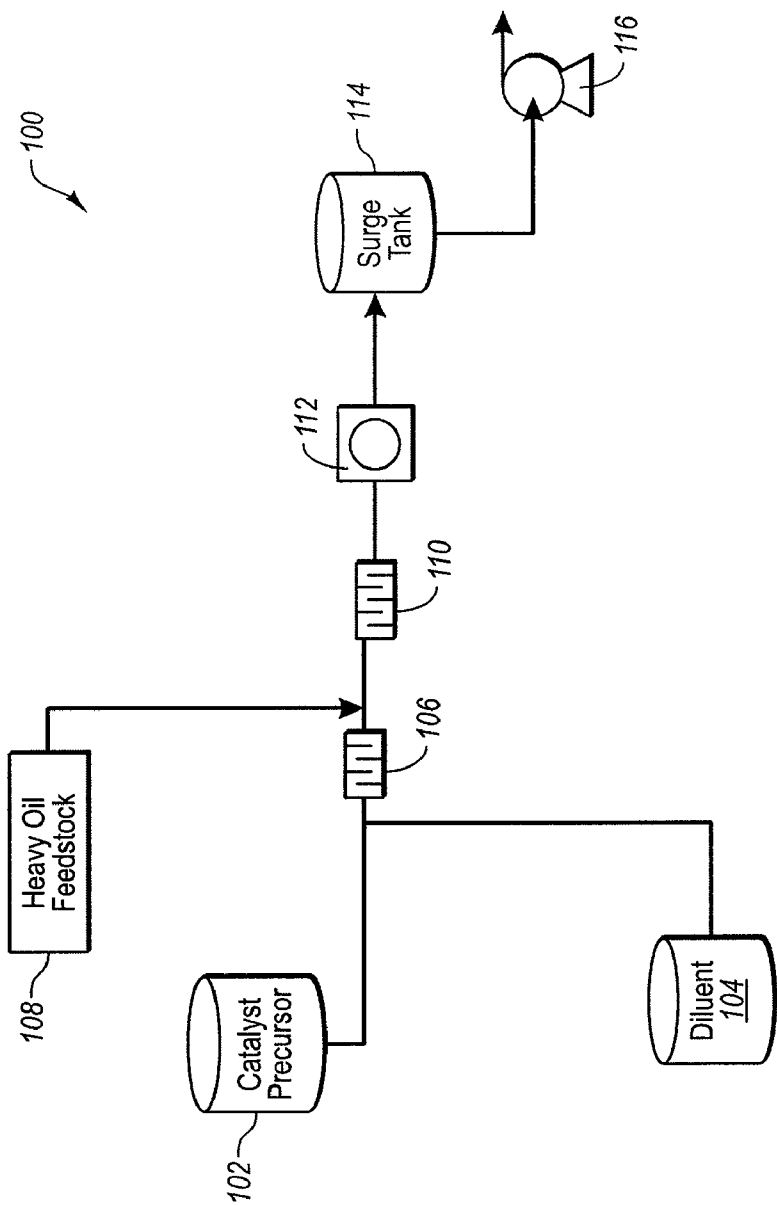 100
108
Heavy Oil
Feedstock
102
Catalyst
Precursor
Diluent
104
106
110
112
114
Surge
Tank
116